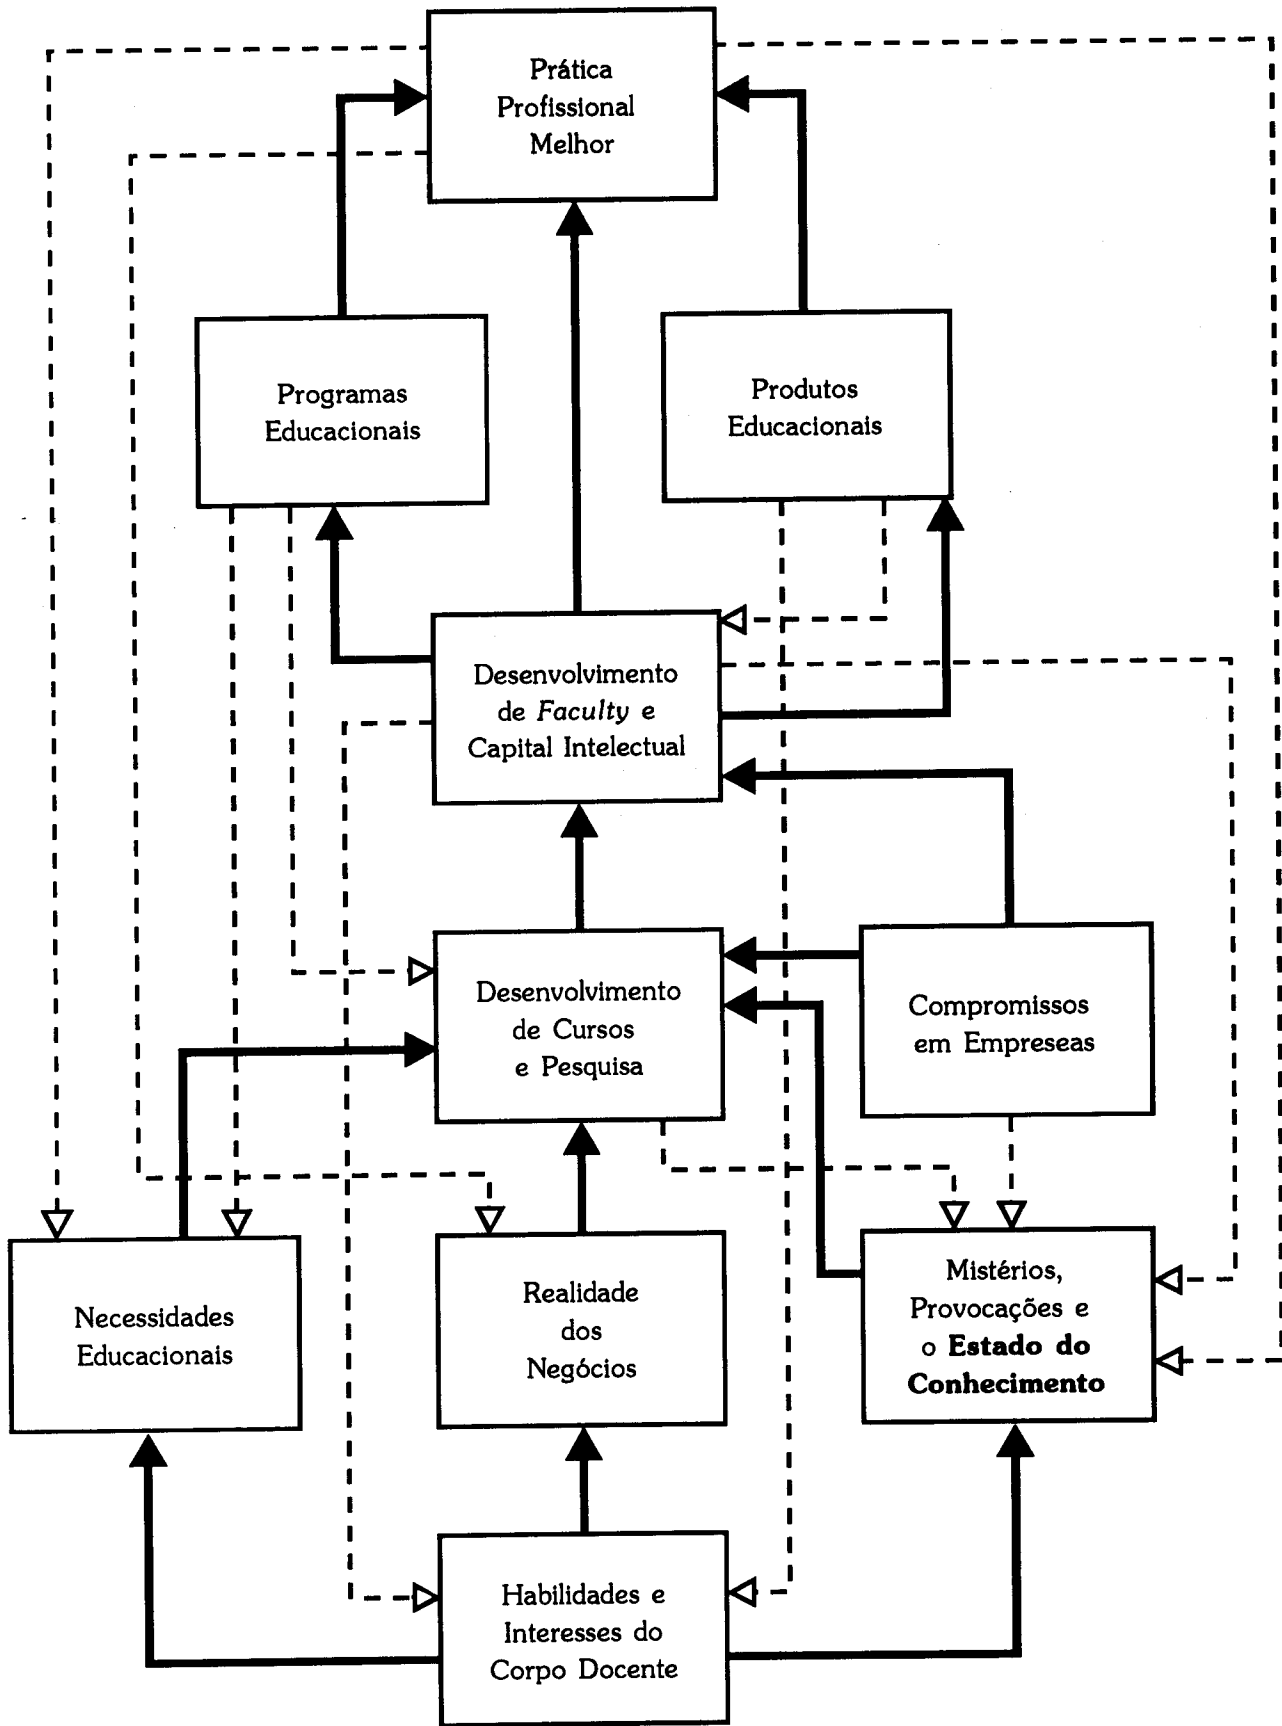 Prática
Profissional
Melhor
Programas
Educacionais
Produtos
Educacionais
Desenvolvimento
de Faculty e
Capital Intelectual
Desenvolvimento
de Cursos
e Pesquisa
Compromissos
em Empreseas
Necessidades
Educacionais
Realidade
dos
Negócios
Mistérios,
Provocações e
o Estado do
Conhecimento
Habilidades e
Interesses do
Corpo Docente